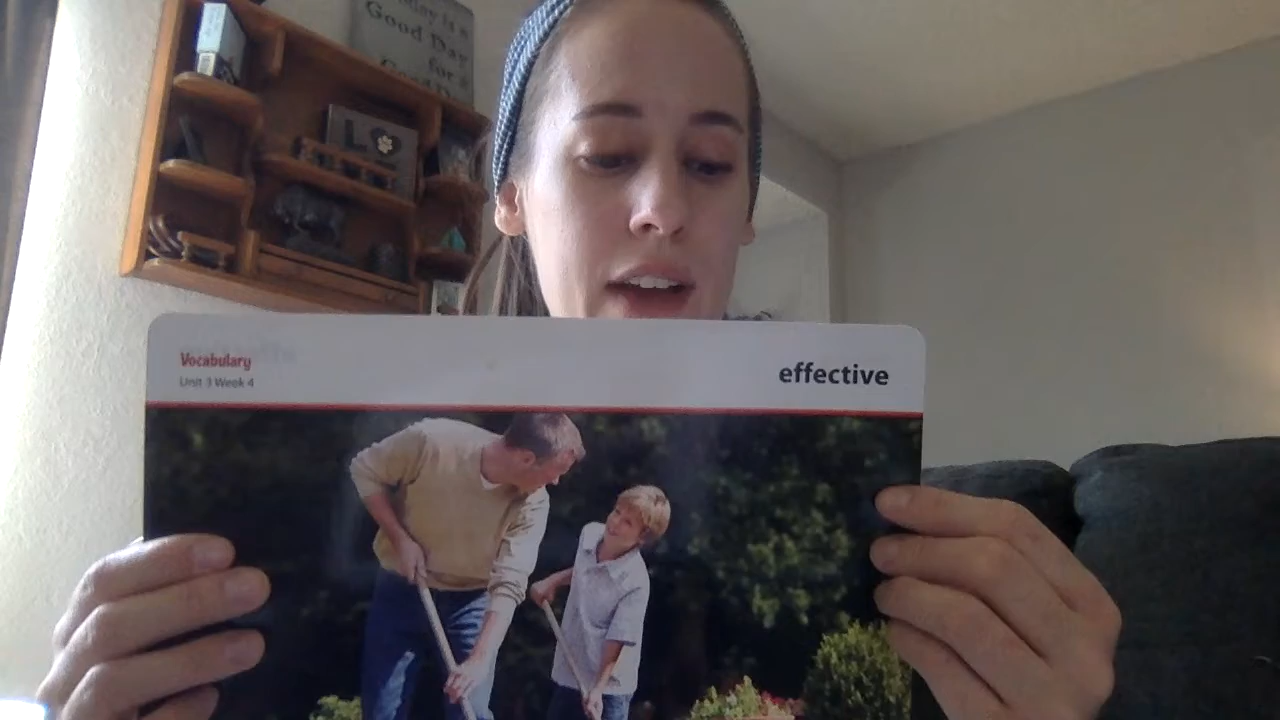 Good Day
for a
Vocabulary
Unit 3 Week 4
effective